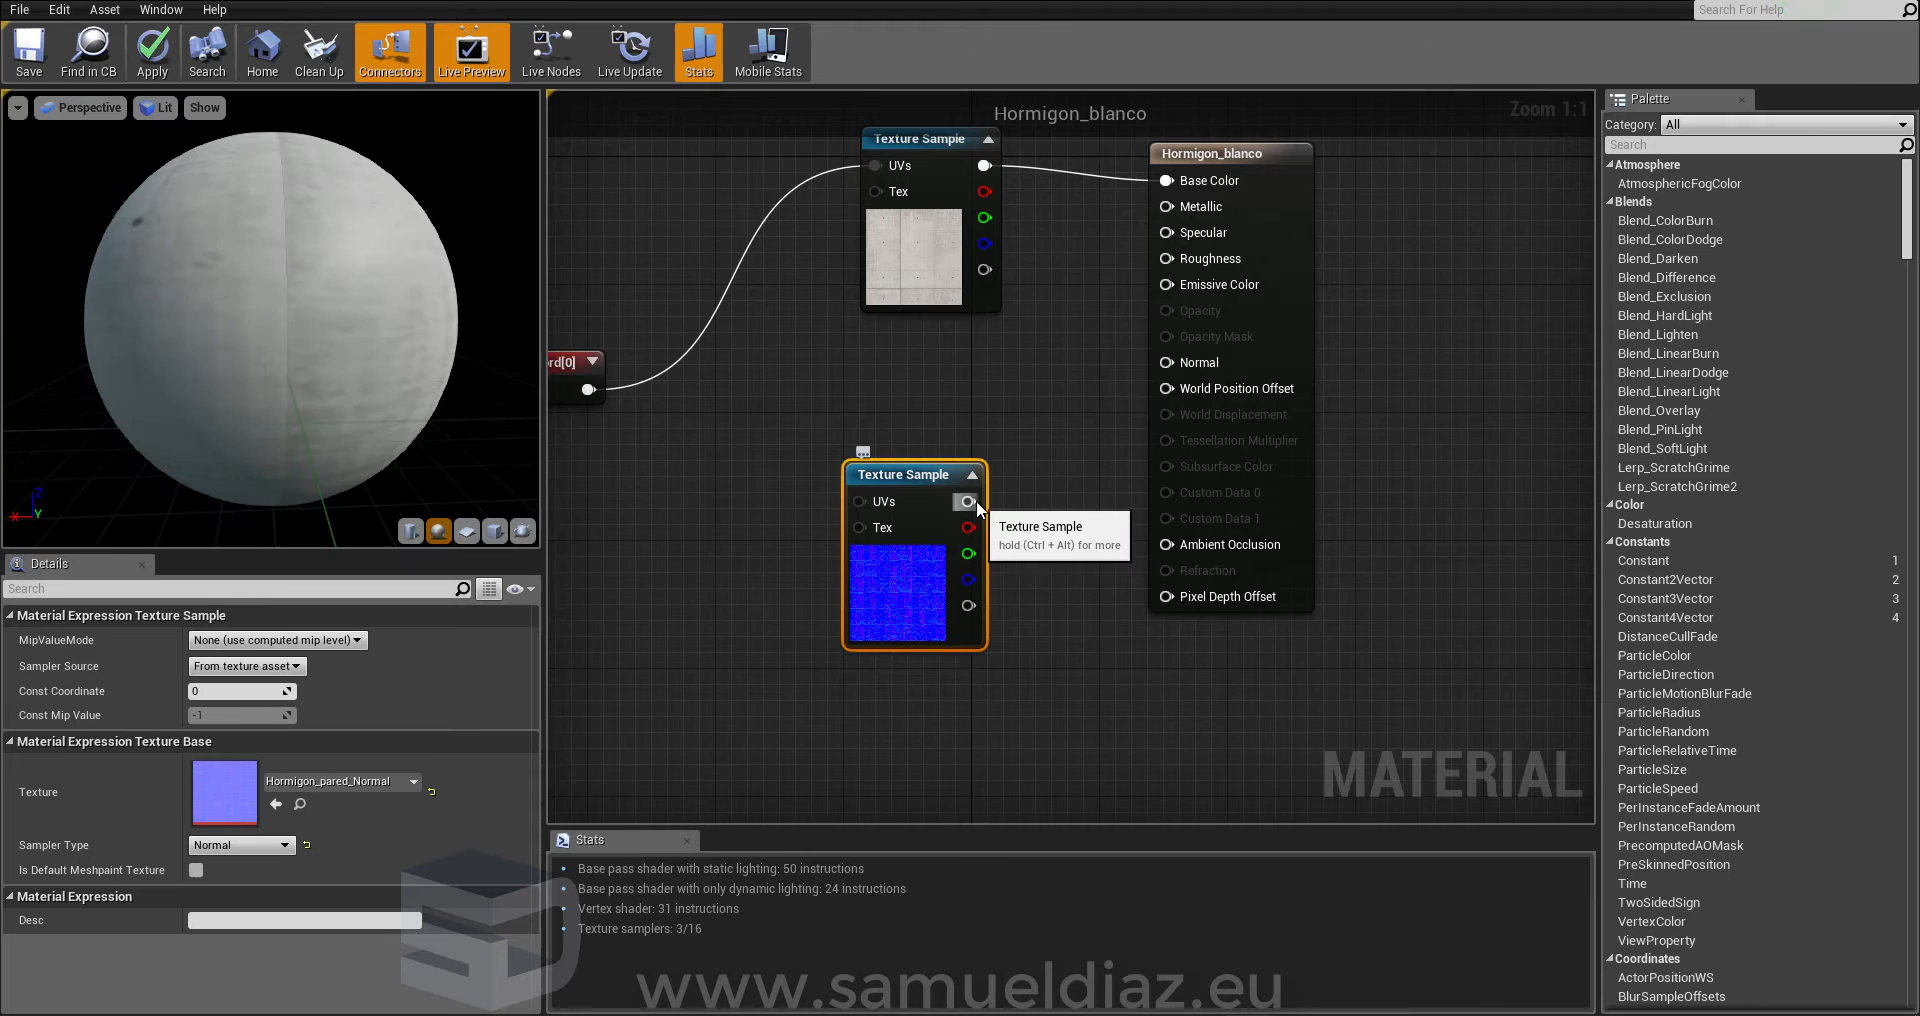 File Edit Asset Window Help
Search For Help
Save Find in CB Apply Search Home Clean Up Connectors Live Preview Live Nodes Live Update Stats Mobile Stats
Perspective Lit Show
Z
X Y
Details
Search
Material Expression Texture Sample
MipValueMode None (use computed mip level)
Sampler Source From texture asset
Const Coordinate 0
Const Mip Value -1
Material Expression Texture Base
Texture Hormigon_pared_Normal
Sampler Type Normal
Is Default Meshpaint Texture
Material Expression
Desc
Hormigon_blanco
Zoom 1:1
Texture Sample
UVs
Tex
rd[0]
Texture Sample
UVs
Tex
Texture Sample
hold (Ctrl + Alt) for more
Hormigon_blanco
Base Color
Metallic
Specular
Roughness
Emissive Color
Opacity
Opacity Mask
Normal
World Position Offset
World Displacement
Tessellation Multiplier
Subsurface Color
Custom Data 0
Custom Data 1
Ambient Occlusion
Refraction
Pixel Depth Offset
MATERIAL
Stats
Base pass shader with static lighting: 50 instructions
Base pass shader with only dynamic lighting: 24 instructions
Vertex shader: 31 instructions
Texture samplers: 3/16
www.samueldiaz.eu
Palette
Category: All
Search
Atmosphere
AtmosphericFogColor
Blends
Blend_ColorBurn
Blend_ColorDodge
Blend_Darken
Blend_Difference
Blend_Exclusion
Blend_HardLight
Blend_Lighten
Blend_LinearBurn
Blend_LinearDodge
Blend_LinearLight
Blend_Overlay
Blend_PinLight
Blend_SoftLight
Lerp_ScratchGrime
Lerp_ScratchGrime2
Color
Desaturation
Constants
Constant 1
Constant2Vector 2
Constant3Vector 3
Constant4Vector 4
DistanceCullFade
ParticleColor
ParticleDirection
ParticleMotionBlurFade
ParticleRadius
ParticleRandom
ParticleRelativeTime
ParticleSize
ParticleSpeed
PerInstanceFadeAmount
PerInstanceRandom
PrecomputedAOMask
PreSkinnedPosition
Time
TwoSidedSign
VertexColor
ViewProperty
Coordinates
ActorPositionWS
BlurSampleOffsets